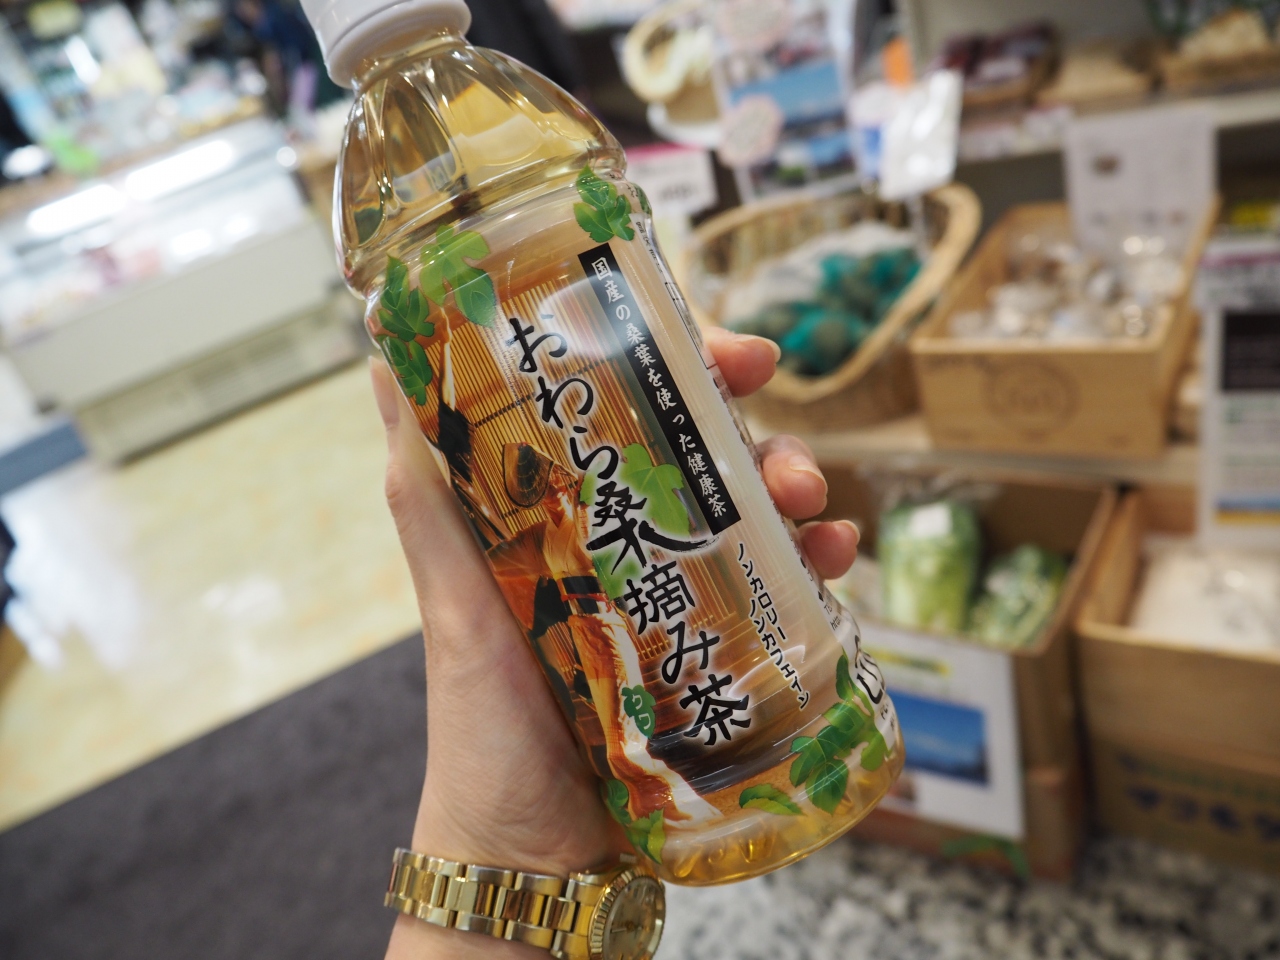 国産の桑葉を使った健康茶
おわら桑摘み茶
ノンカロリー
ノンカフェイン